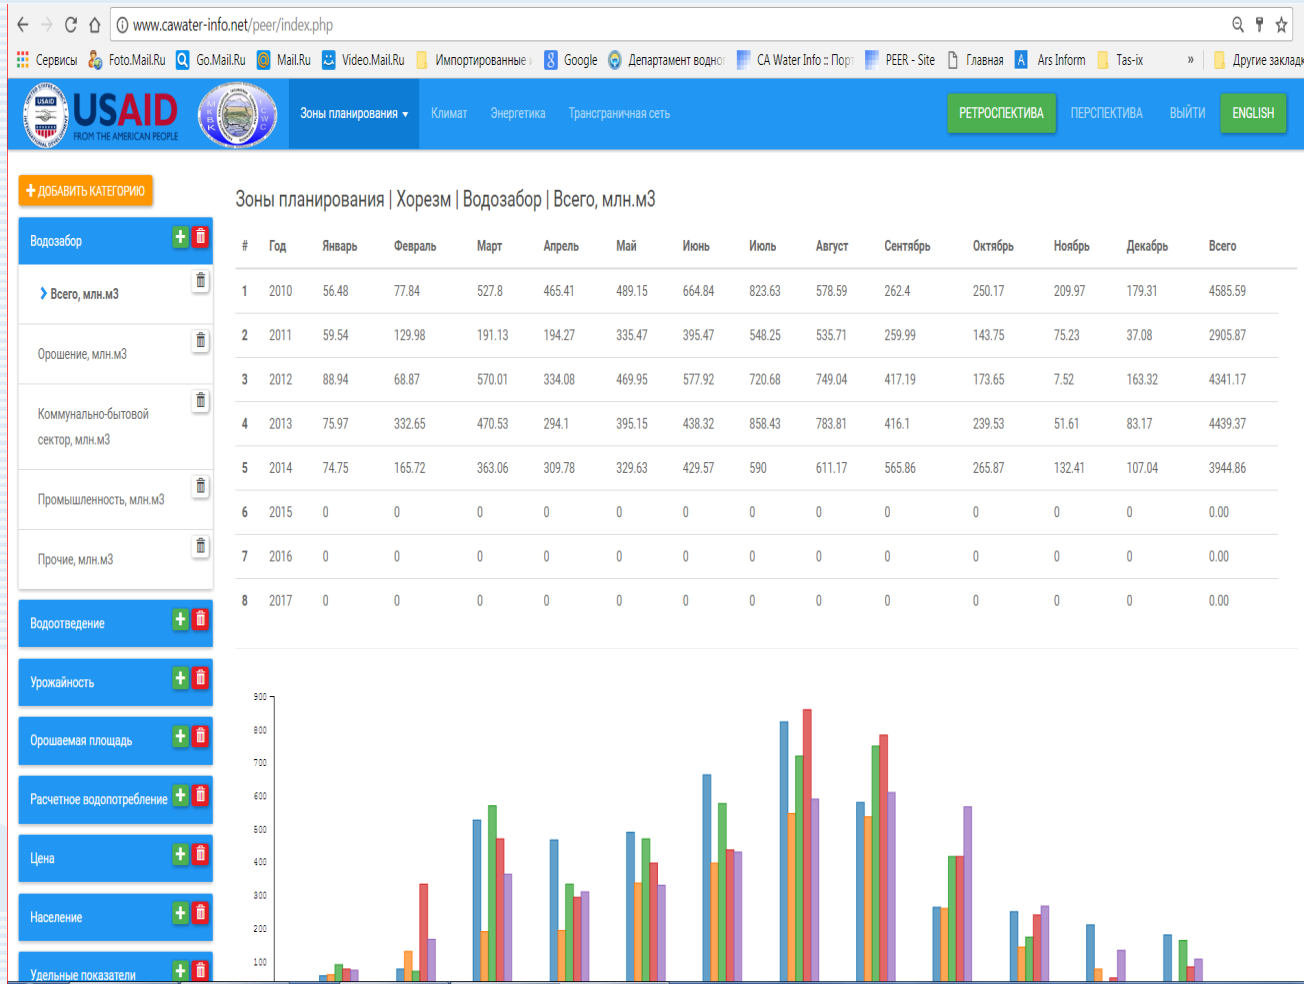 www.cawater-info.net/peer/index.php
Сервисы Foto.Mail.Ru Go.Mail.Ru Mail.Ru Video.Mail.Ru Импортированные Google Департамент водно CA Water Info :: Пор PEER - Site Главная Ars Inform Tas-ix » Другие заклад
USAID
FROM THE AMERICAN PEOPLE
Зоны планирования Климат Энергетика Трансграничная сеть РЕТРОСПЕКТИВА ПЕРСПЕКТИВА ВЫЙТИ ENGLISH
+ ДОБАВИТЬ КАТЕГОРИЮ
Водозабор
Всего, млн.м3
Орошение, млн.м3
Коммунально-бытовой
сектор, млн.м3
Промышленность, млн.м3
Прочие, млн.м3
Водоотведение
Урожайность
Орошаемая площадь
Расчетное водопотребление
Цена
Население
Удельные показатели
Зоны планирования | Хорезм | Водозабор | Всего, млн.м3
# Год Январь Февраль Март Апрель Май Июнь Июль Август Сентябрь Октябрь Ноябрь Декабрь Всего
1 2010 56.48 77.84 527.8 465.41 489.15 664.84 823.63 578.59 262.4 250.17 209.97 179.31 4585.59
2 2011 59.54 129.98 191.13 194.27 335.47 395.47 548.25 535.71 259.99 143.75 75.23 37.08 2905.87
3 2012 88.94 68.87 570.01 334.08 469.95 577.92 720.68 749.04 417.19 173.65 7.52 163.32 4341.17
4 2013 75.97 332.65 470.53 294.1 395.15 438.32 858.43 783.81 416.1 239.53 51.61 83.17 4439.37
5 2014 74.75 165.72 363.06 309.78 329.63 429.57 590 611.17 565.86 265.87 132.41 107.04 3944.86
6 2015 0 0 0 0 0 0 0 0 0 0 0 0 0.00
7 2016 0 0 0 0 0 0 0 0 0 0 0 0 0.00
8 2017 0 0 0 0 0 0 0 0 0 0 0 0 0.00
900
800
700
600
500
400
300
200
100